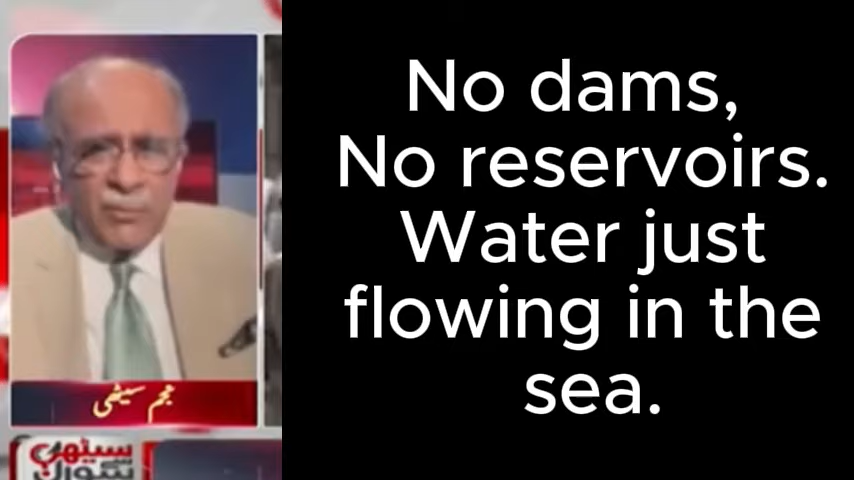 No dams,
No reservoirs.
Water just
flowing in the
sea.
نجم سیٹھی
سیٹھی